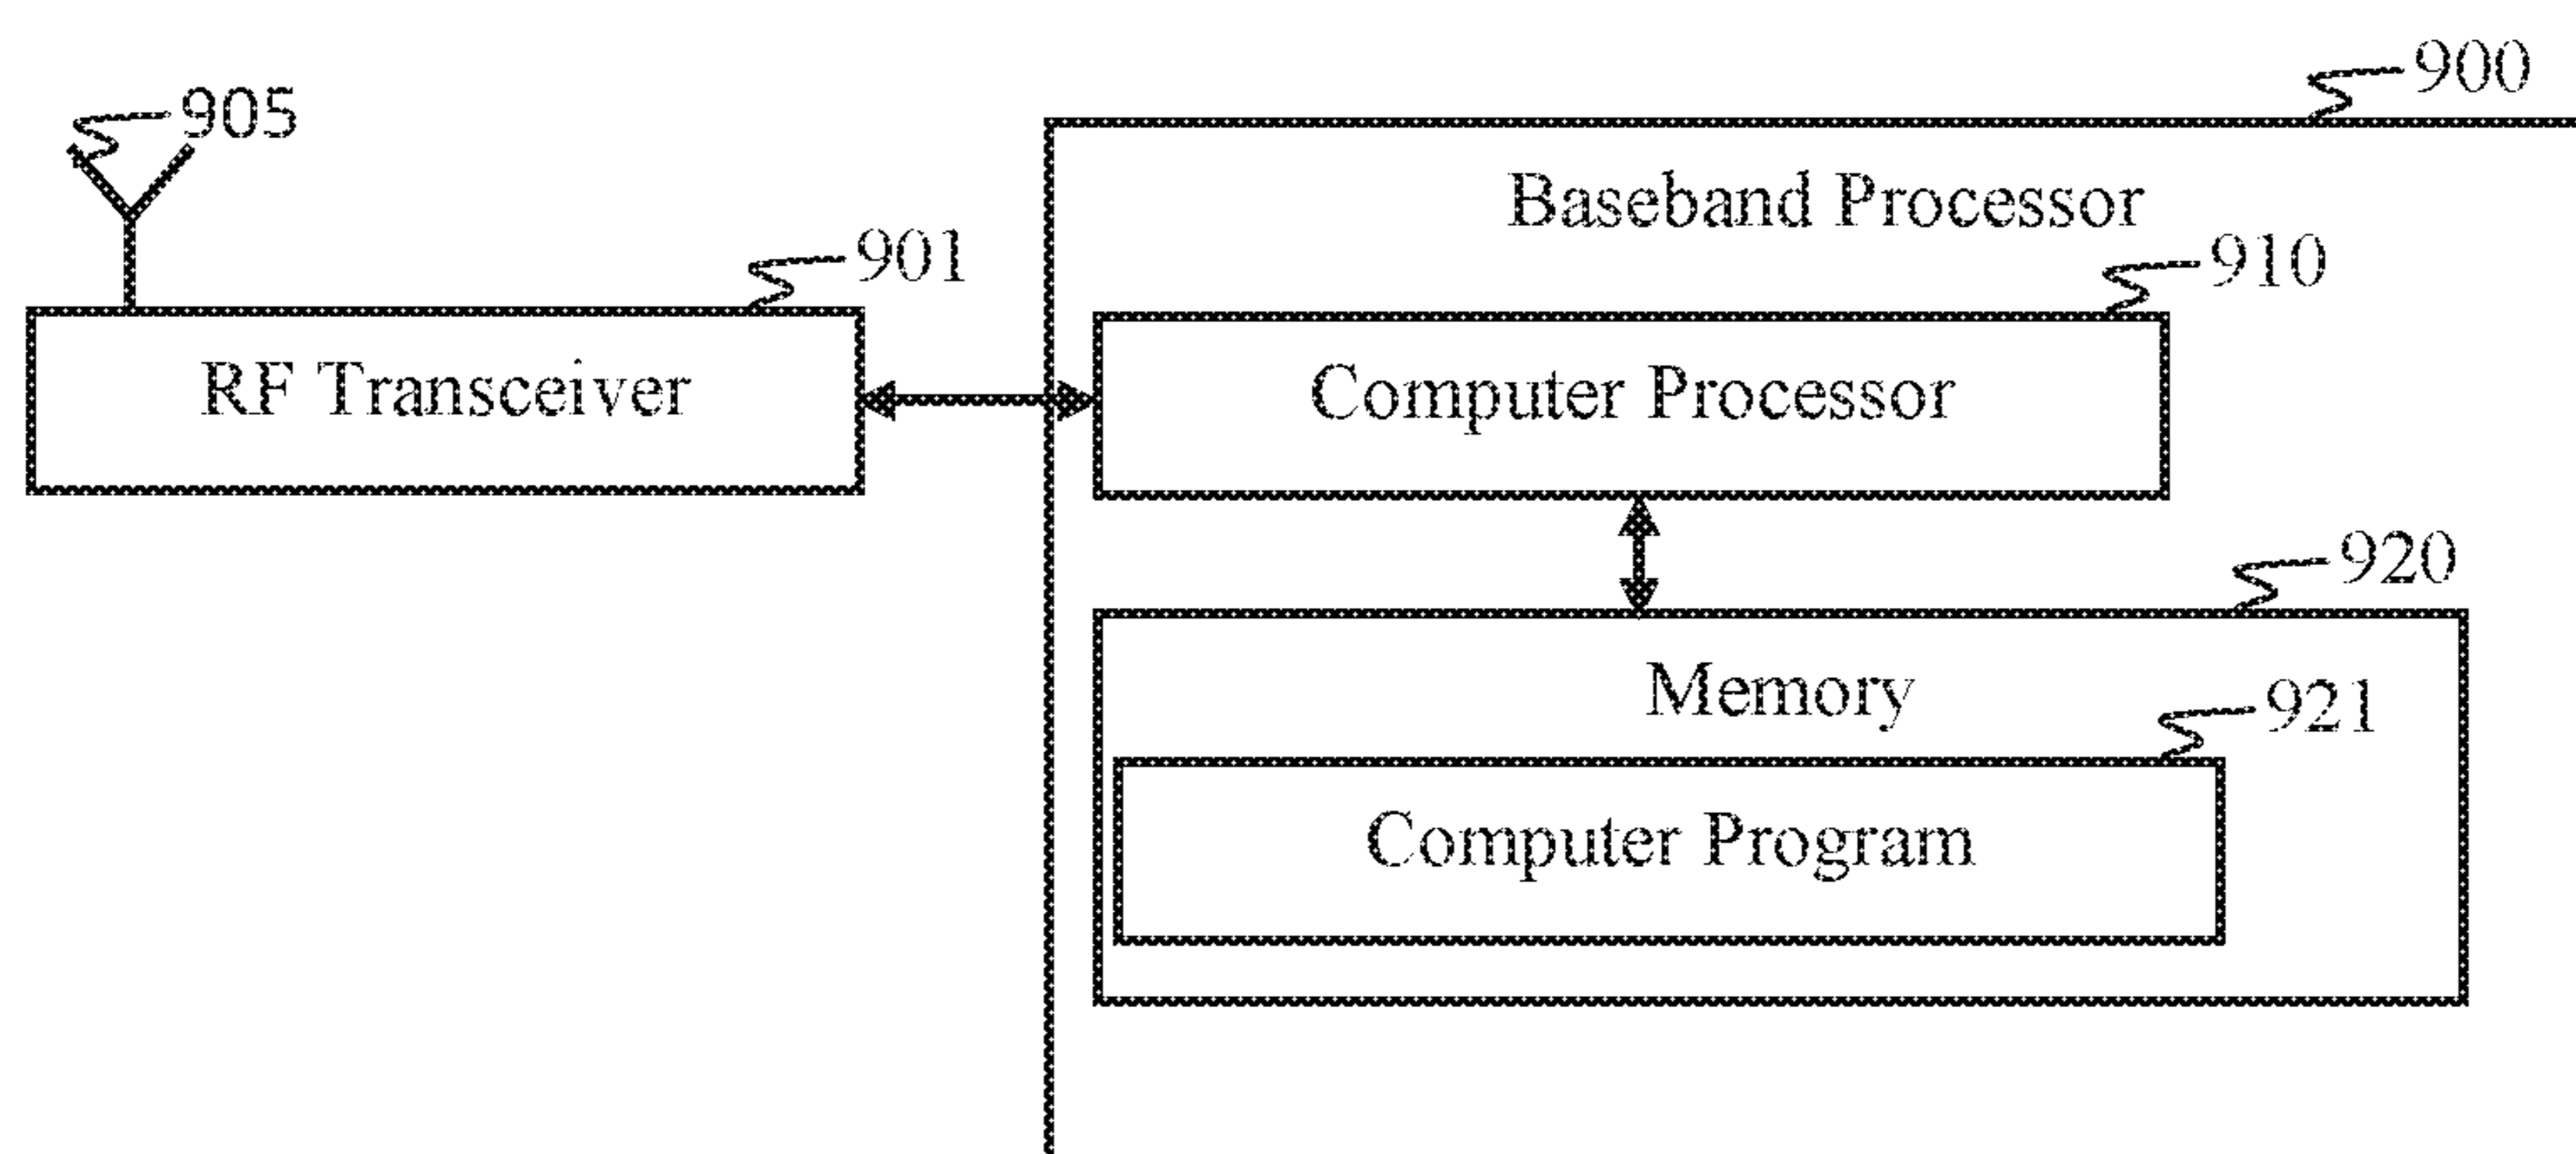 900
905
Baseband Processor
901
910
RF Transceiver
Computer Processor
920
Memory
921
Computer Program